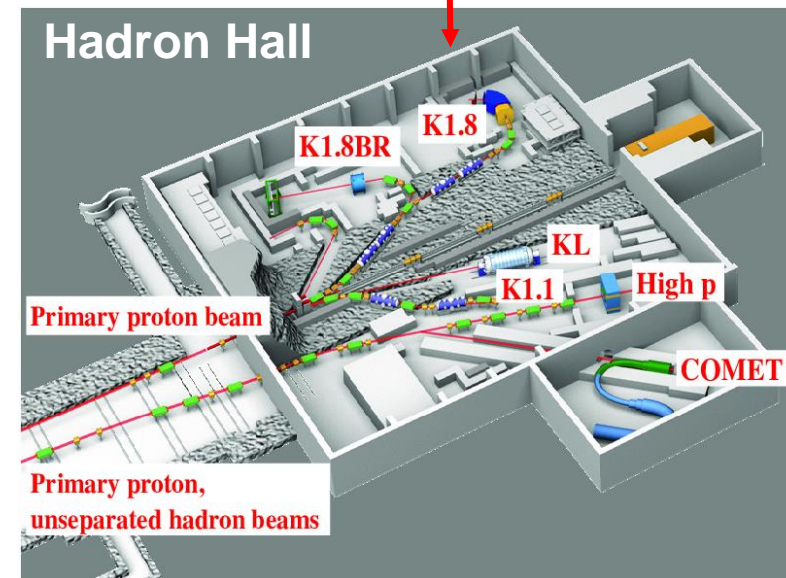 Hadron Hall
K1.8
K1.8BR
KL
High p
K1.1
Primary proton beam
COMET
Primary proton,
unseparated hadron beams